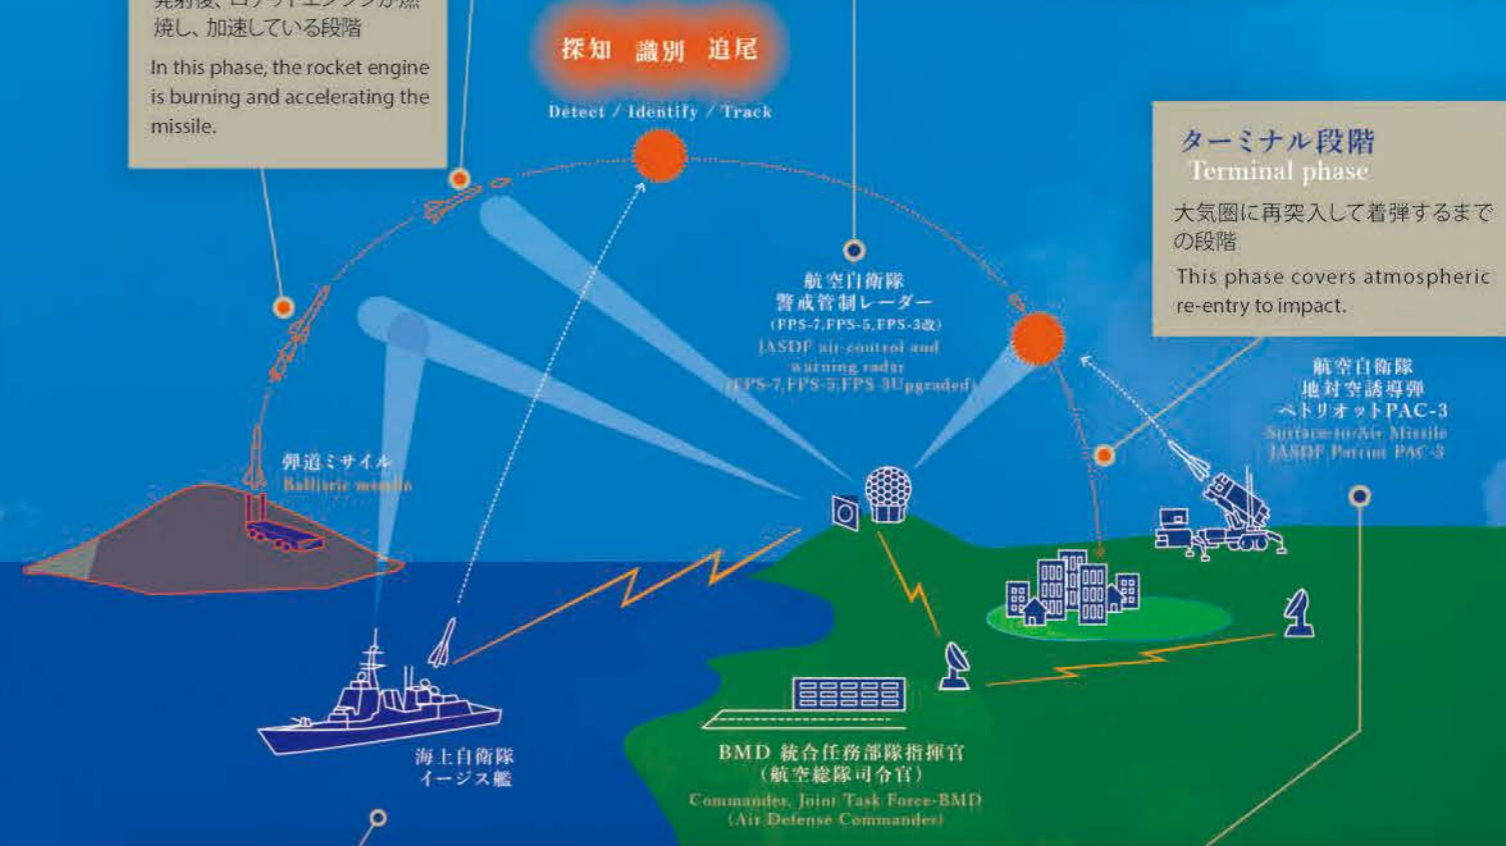 焼し、加速している段階
In this phase, the rocket engine
is burning and accelerating the
missile.
探知 識別 追尾
Detect / Identify / Track
ターミナル段階
Terminal phase
大気圏に再突入して着弾するまで
の段階
This phase covers atmospheric
re-entry to impact.
航空自衛隊
警戒管制レーダー
(FPS-7,FPS-5,FPS-3改)
JASDF air-control and
warning radar
(FPS-7,FPS-5,FPS-3Upgraded)
航空自衛隊
地対空誘導弾
ペトリオットPAC-3
Surface-to-Air Missile
JASDF Patriot PAC-3
弾道ミサイル
Ballistic missile
海上自衛隊
イージス艦
BMD 統合任務部隊指揮官
(航空総隊司令官)
Commander, Joint Task Force-BMD
(Air Defense Commander)